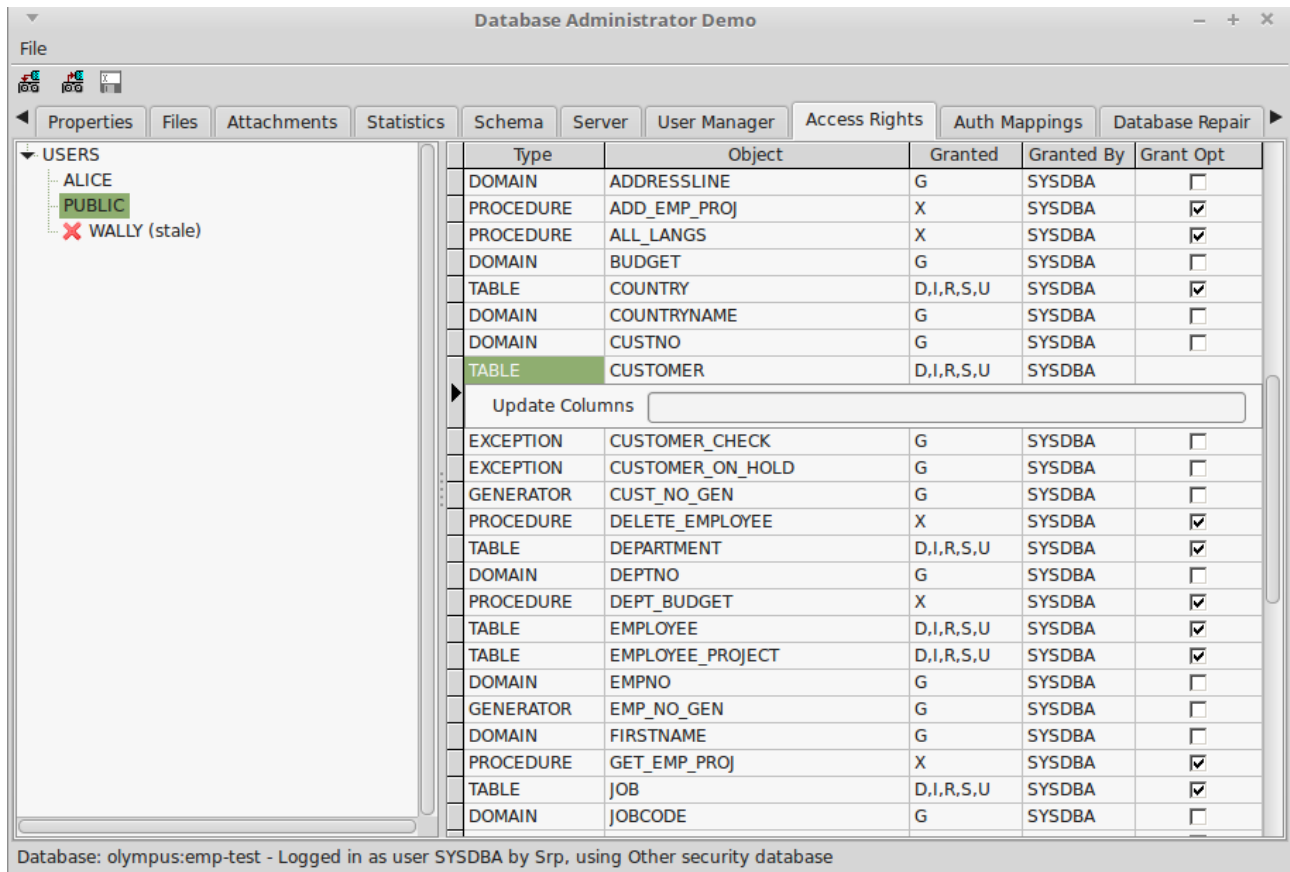 Database Administrator Demo
File
Properties Files Attachments Statistics Schema Server User Manager Access Rights Auth Mappings Database Repair
USERS
ALICE
PUBLIC
WALLY (stale)
Type Object Granted Granted By Grant Opt
DOMAIN ADDRESSLINE G SYSDBA
PROCEDURE ADD_EMP_PROJ X SYSDBA
PROCEDURE ALL_LANGS X SYSDBA
DOMAIN BUDGET G SYSDBA
TABLE COUNTRY D,I,R,S,U SYSDBA
DOMAIN COUNTRYNAME G SYSDBA
DOMAIN CUSTNO G SYSDBA
TABLE CUSTOMER D,I,R,S,U SYSDBA
Update Columns
EXCEPTION CUSTOMER_CHECK G SYSDBA
EXCEPTION CUSTOMER_ON_HOLD G SYSDBA
GENERATOR CUST_NO_GEN G SYSDBA
PROCEDURE DELETE_EMPLOYEE X SYSDBA
TABLE DEPARTMENT D,I,R,S,U SYSDBA
DOMAIN DEPTNO G SYSDBA
PROCEDURE DEPT_BUDGET X SYSDBA
TABLE EMPLOYEE D,I,R,S,U SYSDBA
TABLE EMPLOYEE_PROJECT D,I,R,S,U SYSDBA
DOMAIN EMPNO G SYSDBA
GENERATOR EMP_NO_GEN G SYSDBA
DOMAIN FIRSTNAME G SYSDBA
PROCEDURE GET_EMP_PROJ X SYSDBA
TABLE JOB D,I,R,S,U SYSDBA
DOMAIN JOBCODE G SYSDBA
Database: olympus:emp-test - Logged in as user SYSDBA by Srp, using Other security database